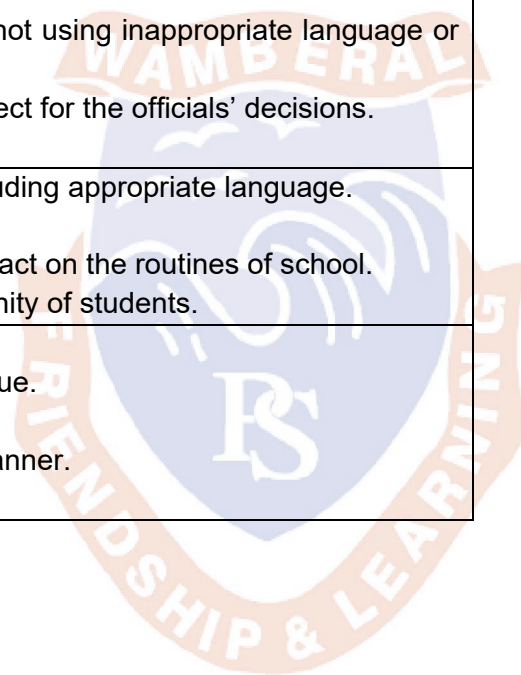 not using inappropriate language or
ect for the officials’ decisions.
uding appropriate language.
act on the routines of school.
nity of students.
ue.
anner.
WAMBERAL
PS
FRIENDSHIP & LEARNING